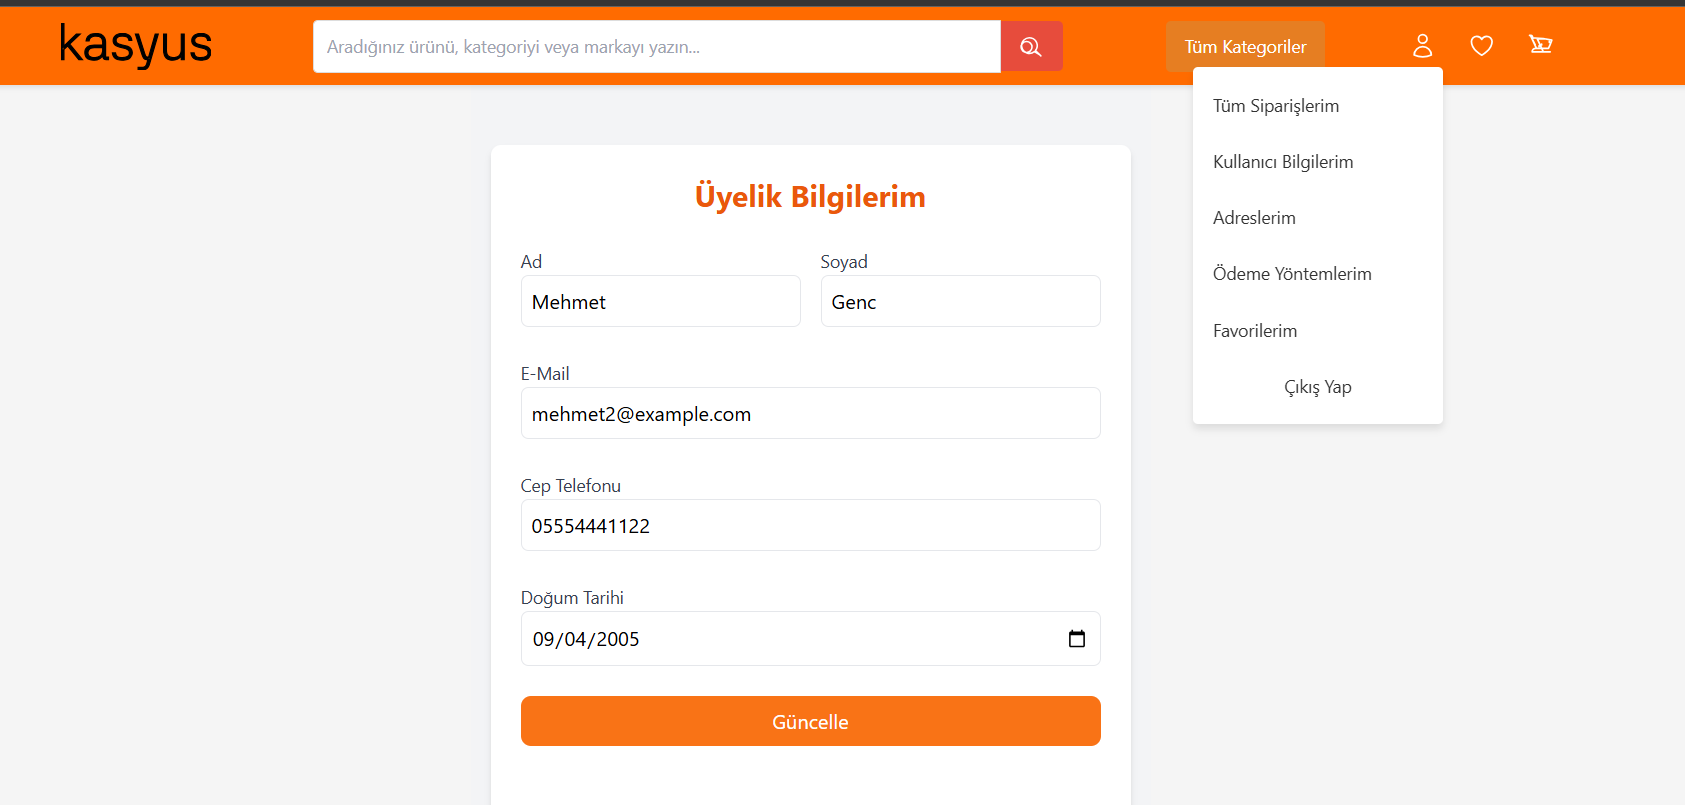 kasyus
Aradığınız ürünü, kategoriyi veya markayı yazın...
Tüm Kategoriler
Tüm Siparişlerim
Kullanıcı Bilgilerim
Adreslerim
Ödeme Yöntemlerim
Favorilerim
Çıkış Yap
Üyelik Bilgilerim
Ad
Soyad
Mehmet
Genc
E-Mail
mehmet2@example.com
Cep Telefonu
05554441122
Doğum Tarihi
09/04/2005
Güncelle